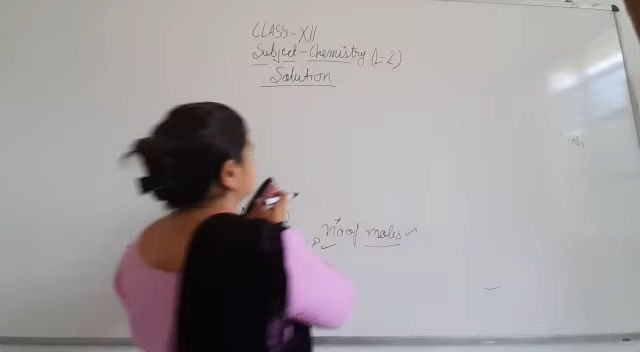 CLASS-XII
Subject-Chemistry (L-2)
Solution
No of moles